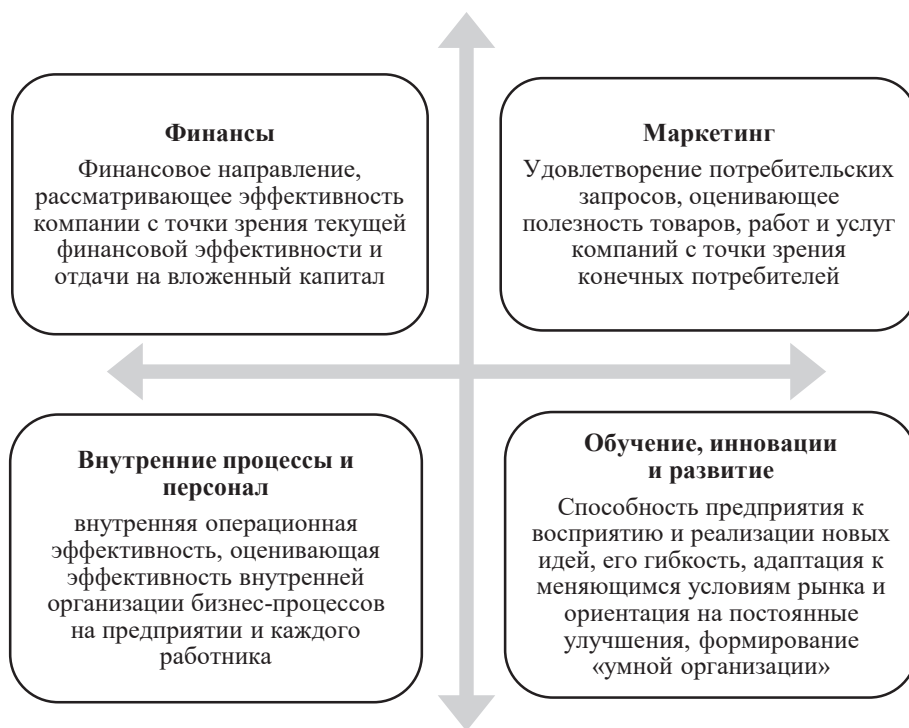 Финансы
Финансовое направление,
рассматривающее эффективность
компании с точки зрения текущей
финансовой эффективности и
отдачи на вложенный капитал
Маркетинг
Удовлетворение потребительских
запросов, оценивающее
полезность товаров, работ и услуг
компаний с точки зрения
конечных потребителей
Внутренние процессы и
персонал
внутренняя операционная
эффективность, оценивающая
эффективность внутренней
организации бизнес-процессов
на предприятии и каждого
работника
Обучение, инновации
и развитие
Способность предприятия к
восприятию и реализации новых
идей, его гибкость, адаптация к
меняющимся условиям рынка и
ориентация на постоянные
улучшения, формирование
«умной организации»